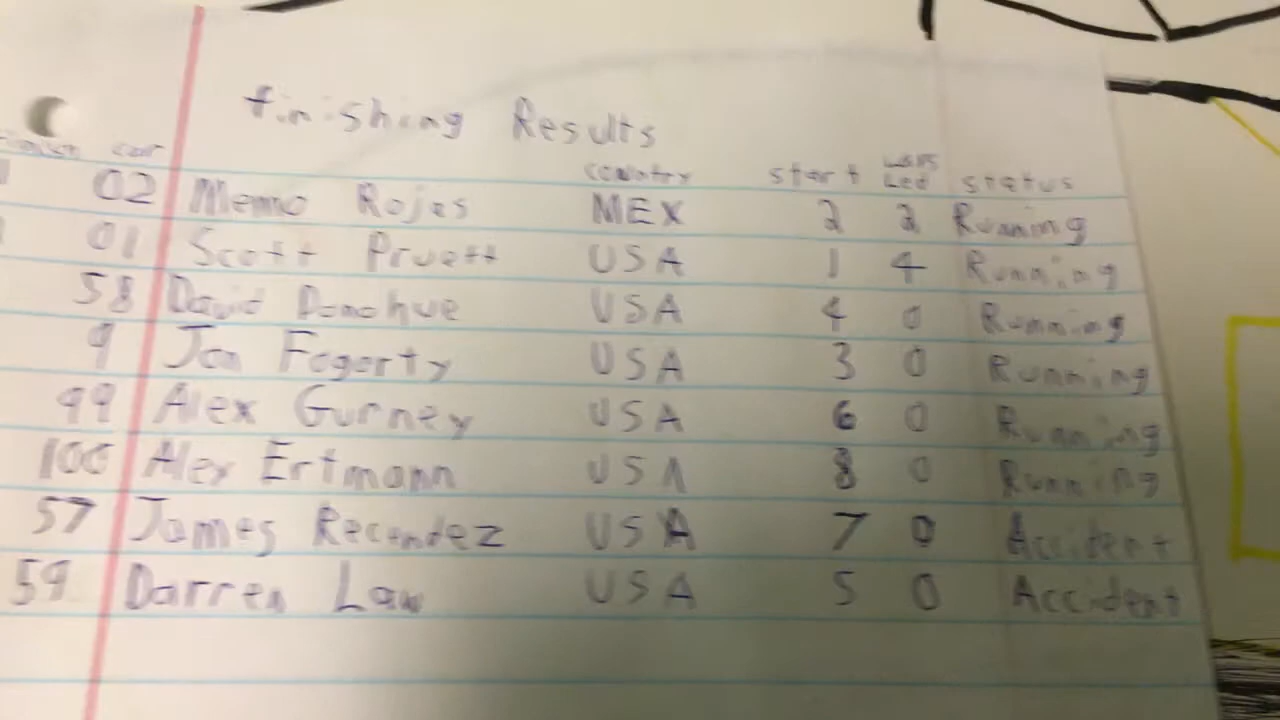 finishing Results
car country start Laps Led status
02 Memo Rojas MEX 2 2 Running
01 Scott Pruett USA 1 4 Running
58 David Donohue USA 4 0 Running
9 Jon Fogarty USA 3 0 Running
99 Alex Gurney USA 6 0 Running
100 Alex Ertmann USA 8 0 Running
57 James Recendez USA 7 0 Accident
59 Darren Law USA 5 0 Accident